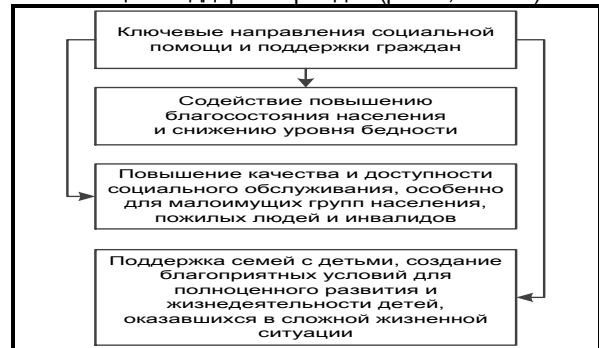 Ключевые направления социальной
помощи и поддержки граждан
Содействие повышению
благосостояния населения
и снижению уровня бедности
Повышение качества и доступности
социального обслуживания, особенно
для малоимущих групп населения,
пожилых людей и инвалидов
Поддержка семей с детьми, создание
благоприятных условий для
полноценного развития и
жизнедеятельности детей,
оказавшихся в сложной жизненной
ситуации